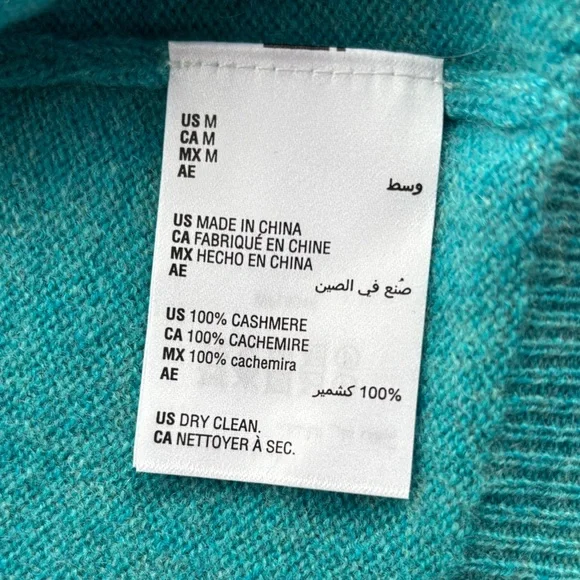 US M
CA M
MX M
AE
وسط
US MADE IN CHINA
CA FABRIQUÉ EN CHINE
MX HECHO EN CHINA
AE
صُنع في الصين
US 100% CASHMERE
CA 100% CACHEMIRE
MX 100% cachemira
AE
100% كشمير
US DRY CLEAN.
CA NETTOYER À SEC.